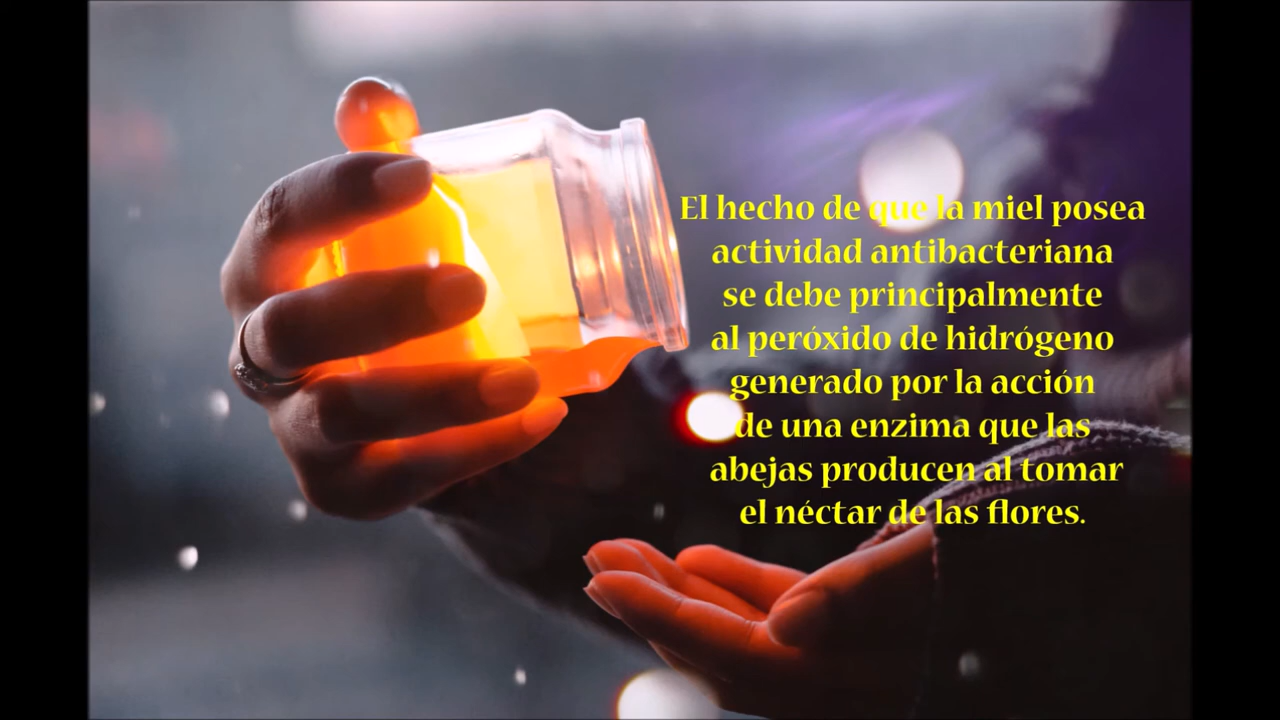 El hecho de que la miel posea
actividad antibacteriana
se debe principalmente
al peróxido de hidrógeno
generado por la acción
de una enzima que las
abejas producen al tomar
el néctar de las flores.